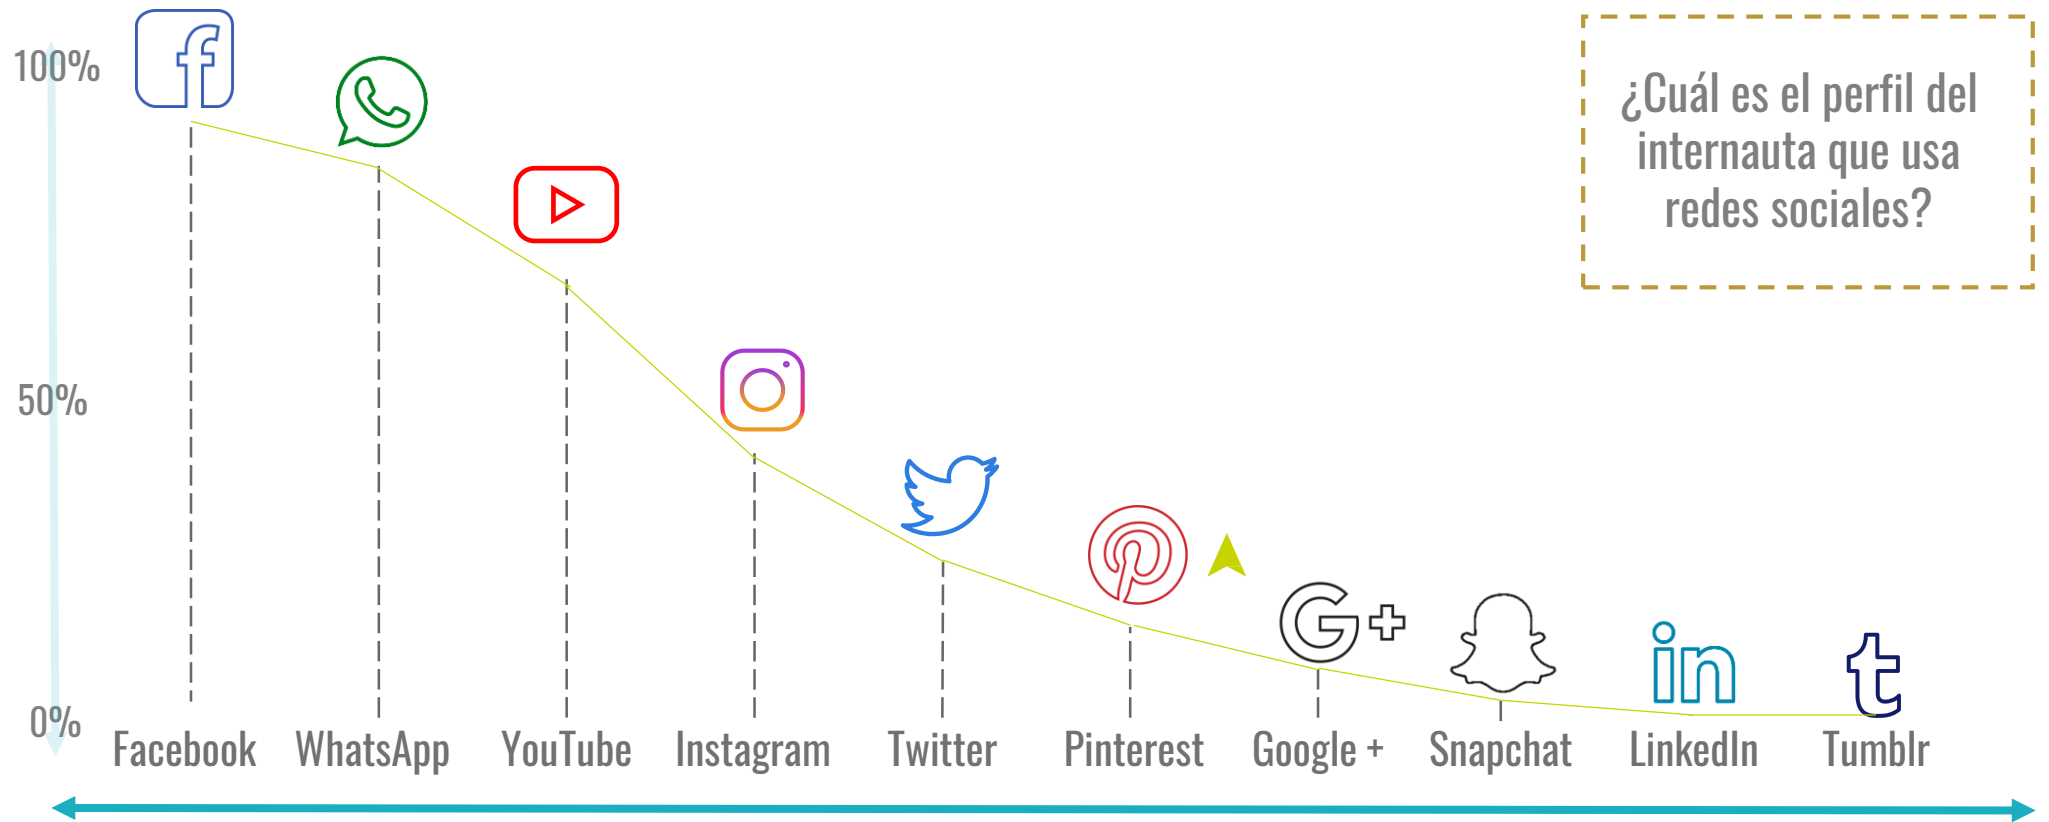 100%
50%
0%
¿Cuál es el perfil del
internauta que usa
redes sociales?
Facebook WhatsApp YouTube Instagram Twitter Pinterest Google + Snapchat LinkedIn Tumblr